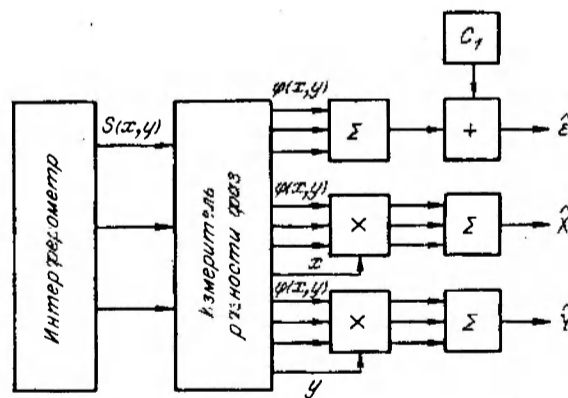 C₁
φ(x,y)
S(x,y)
Σ
+
ε̂
Интерферометр
Измеритель разности фаз
φ(x,y)
×
Σ
X̂
x
φ(x,y)
×
Σ
Ŷ
y